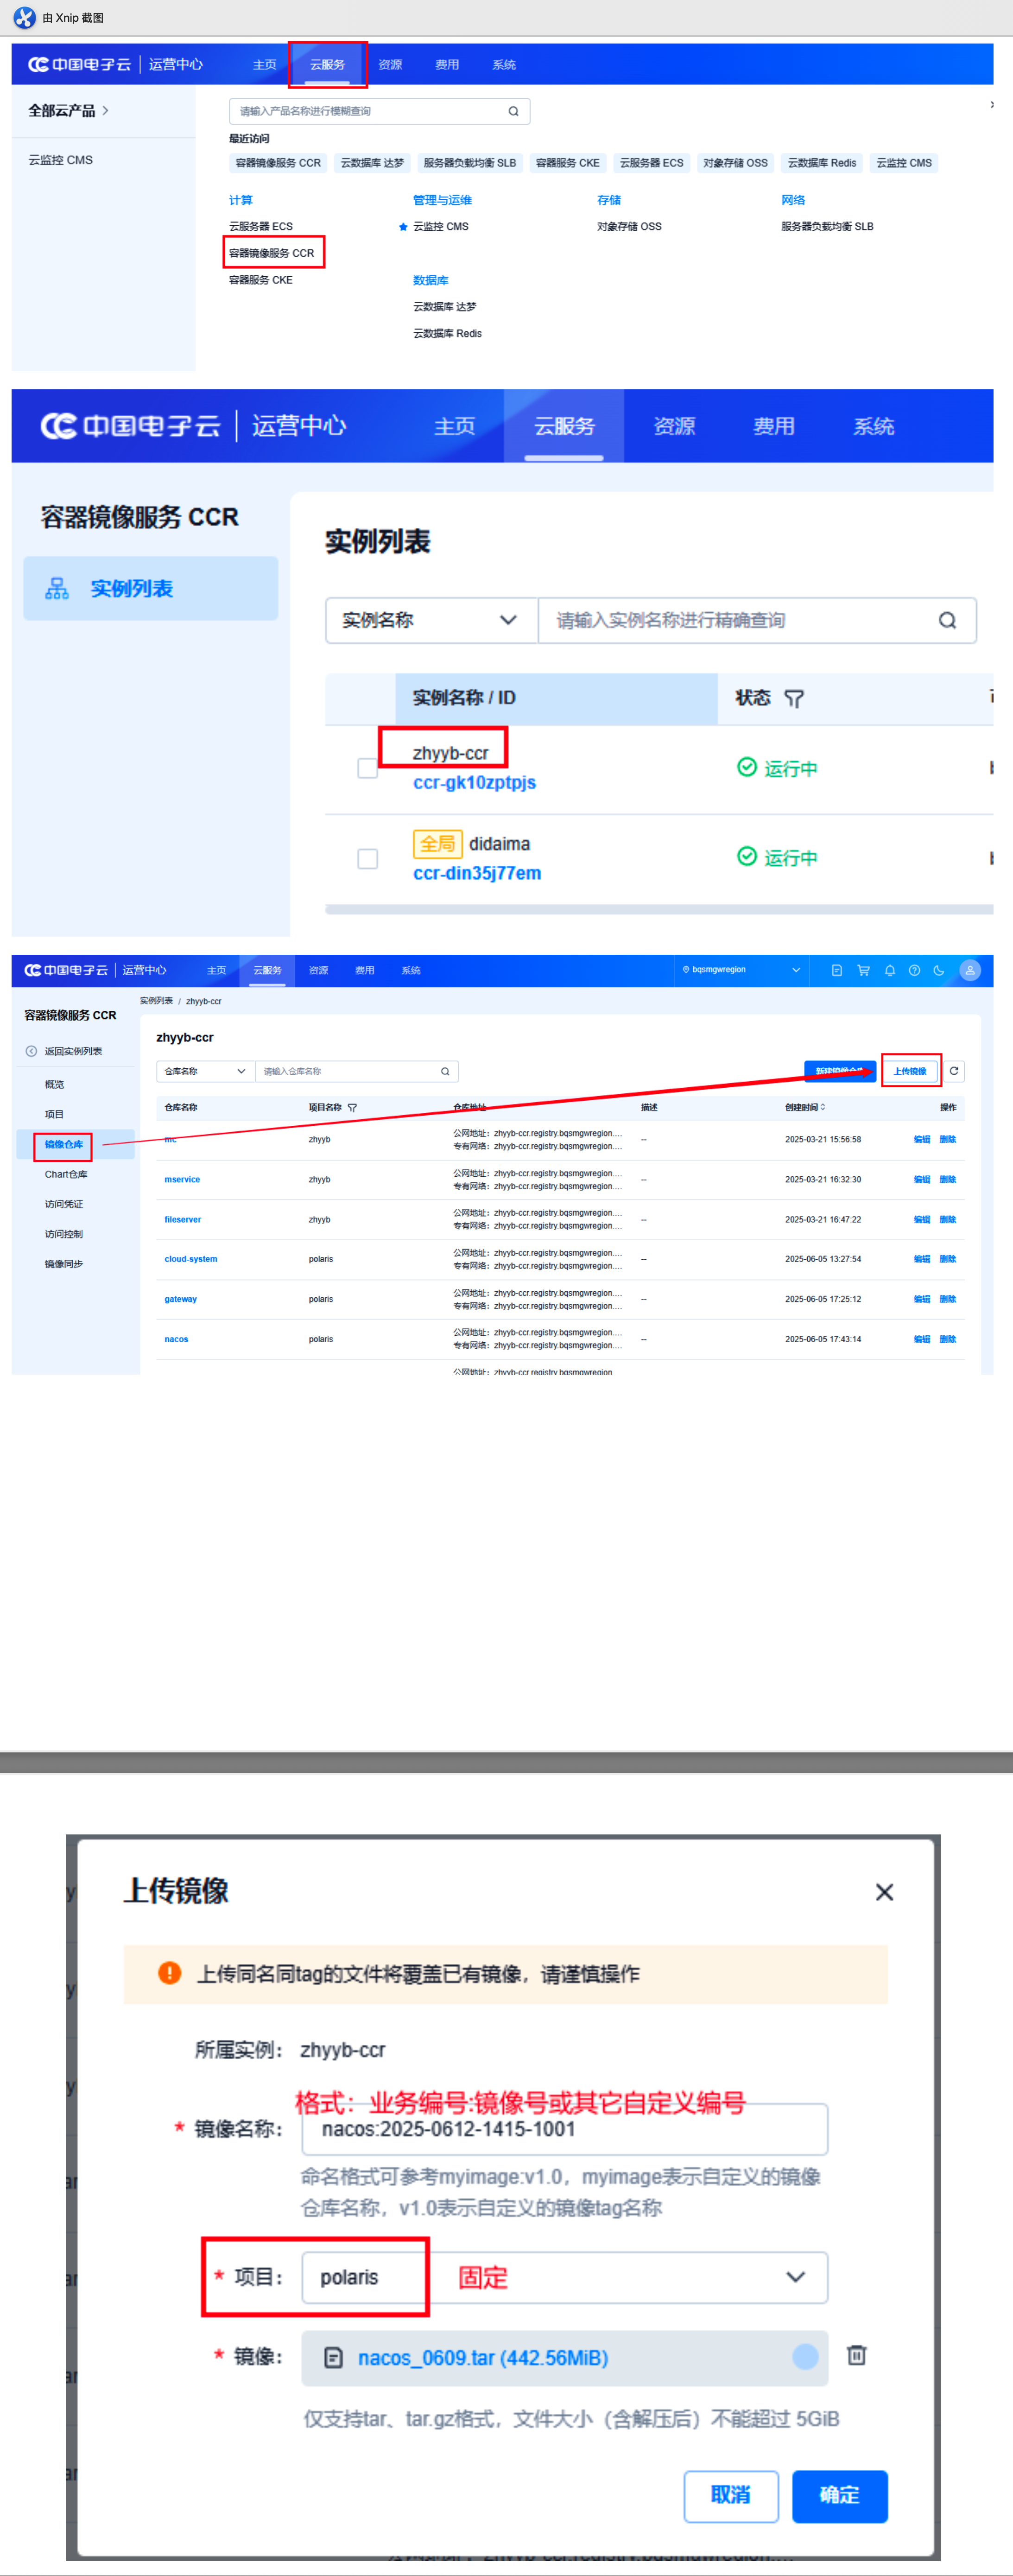 由 Xnip 截图
中国电子云 运营中心 主页 云服务 资源 费用 系统
全部云产品
云监控 CMS
请输入产品名称进行模糊查询
最近访问
容器镜像服务 CCR 云数据库 达梦 服务器负载均衡 SLB 容器服务 CKE 云服务器 ECS 对象存储 OSS 云数据库 Redis 云监控 CMS
计算 管理与运维 存储 网络
云服务器 ECS 云监控 CMS 对象存储 OSS 服务器负载均衡 SLB
容器镜像服务 CCR
容器服务 CKE 数据库
云数据库 达梦
云数据库 Redis
中国电子云 运营中心 主页 云服务 资源 费用 系统
容器镜像服务 CCR
实例列表
实例列表
实例名称 请输入实例名称进行精确查询
实例名称 / ID 状态
zhyyb-ccr
ccr-gk10zptpjs 运行中
全局 didaima
ccr-din35j77em 运行中
中国电子云 运营中心 主页 云服务 资源 费用 系统 bqsmgwregion
容器镜像服务 CCR
返回实例列表
概览
项目
镜像仓库
Chart仓库
访问凭证
访问控制
镜像同步
实例列表 / zhyyb-ccr
zhyyb-ccr
仓库名称 请输入仓库名称 新建镜像仓库 上传镜像
仓库名称 项目名称 仓库地址 描述 创建时间 操作
mc zhyyb 公网地址：zhyyb-ccr.registry.bqsmgwregion.... -- 2025-03-21 15:56:58 编辑 删除
专有网络：zhyyb-ccr.registry.bqsmgwregion....
mservice zhyyb 公网地址：zhyyb-ccr.registry.bqsmgwregion.... -- 2025-03-21 16:32:30 编辑 删除
专有网络：zhyyb-ccr.registry.bqsmgwregion....
fileserver zhyyb 公网地址：zhyyb-ccr.registry.bqsmgwregion.... -- 2025-03-21 16:47:22 编辑 删除
专有网络：zhyyb-ccr.registry.bqsmgwregion....
cloud-system polaris 公网地址：zhyyb-ccr.registry.bqsmgwregion.... -- 2025-06-05 13:27:54 编辑 删除
专有网络：zhyyb-ccr.registry.bqsmgwregion....
gateway polaris 公网地址：zhyyb-ccr.registry.bqsmgwregion.... -- 2025-06-05 17:25:12 编辑 删除
专有网络：zhyyb-ccr.registry.bqsmgwregion....
nacos polaris 公网地址：zhyyb-ccr.registry.bqsmgwregion.... -- 2025-06-05 17:43:14 编辑 删除
专有网络：zhyyb-ccr.registry.bqsmgwregion....
公网地址：zhyyb-ccr.registry.bqsmgwregion
上传镜像
上传同名同tag的文件将覆盖已有镜像，请谨慎操作
所属实例： zhyyb-ccr
格式：业务编号:镜像号或其它自定义编号
* 镜像名称： nacos:2025-0612-1415-1001
命名格式可参考myimage:v1.0，myimage表示自定义的镜像
仓库名称，v1.0表示自定义的镜像tag名称
* 项目： polaris 固定
* 镜像： nacos_0609.tar (442.56MiB)
仅支持tar、tar.gz格式，文件大小（含解压后）不能超过 5GiB
取消 确定